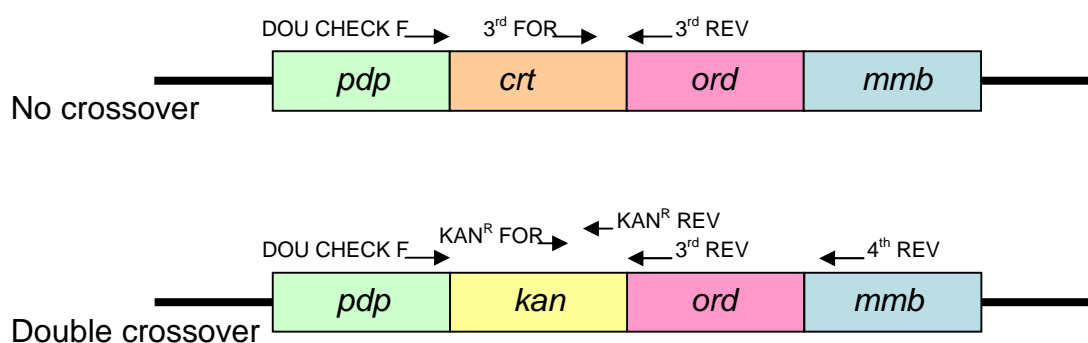 DOU CHECK F 3rd FOR 3rd REV
pdp crt ord mmb
No crossover
KANR REV
KANR FOR
DOU CHECK F 3rd REV 4th REV
pdp kan ord mmb
Double crossover